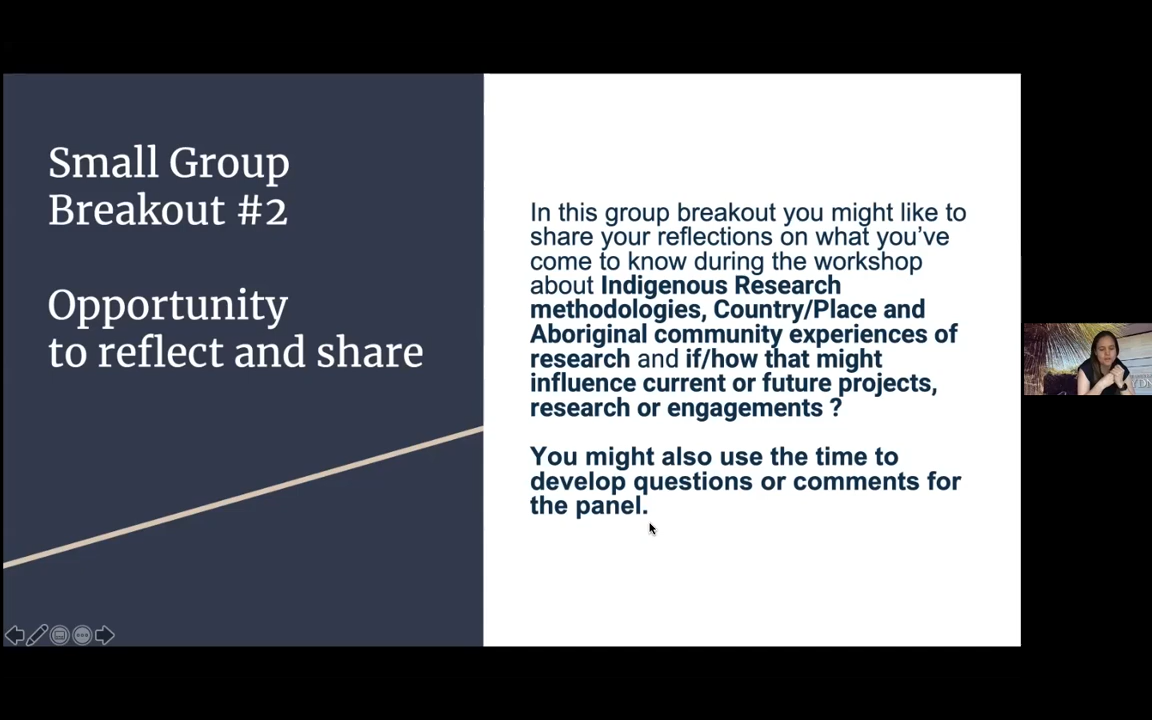 Small Group
Breakout #2
Opportunity
to reflect and share
In this group breakout you might like to
share your reflections on what you’ve
come to know during the workshop
about Indigenous Research
methodologies, Country/Place and
Aboriginal community experiences of
research and if/how that might
influence current or future projects,
research or engagements ?
You might also use the time to
develop questions or comments for
the panel.